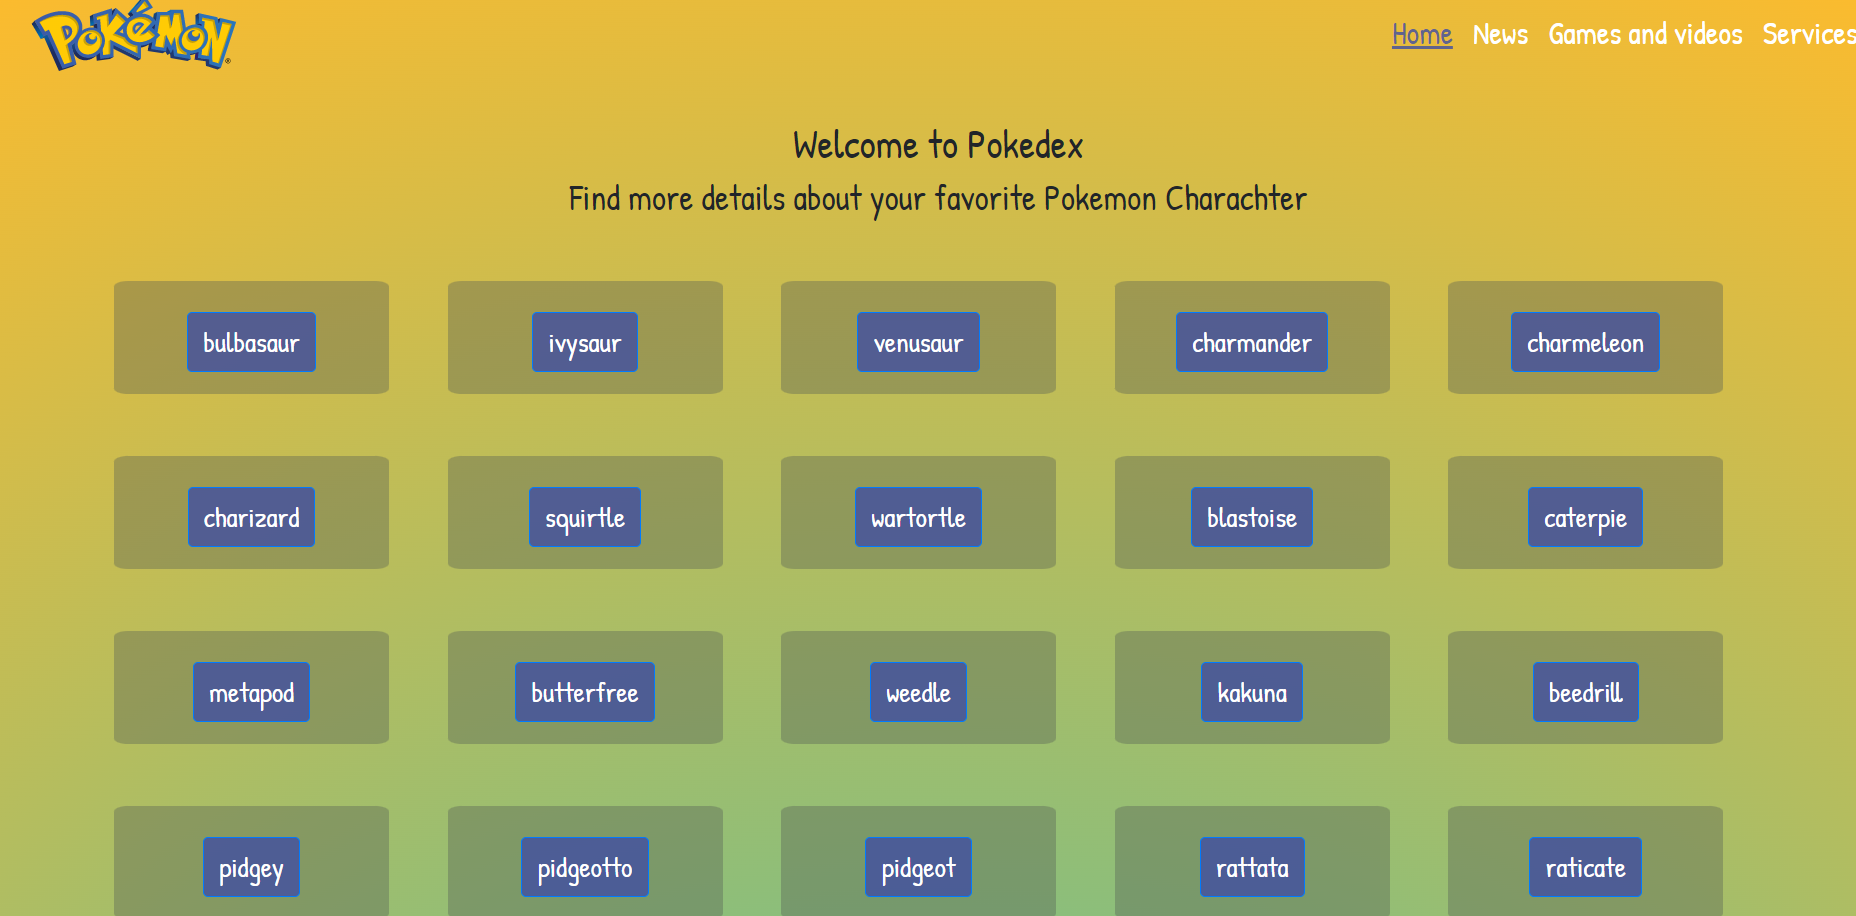 Pokémon ®
Home News Games and videos Services
Welcome to Pokedex
Find more details about your favorite Pokemon Charachter
bulbasaur ivysaur venusaur charmander charmeleon
charizard squirtle wartortle blastoise caterpie
metapod butterfree weedle kakuna beedrill
pidgey pidgeotto pidgeot rattata raticate